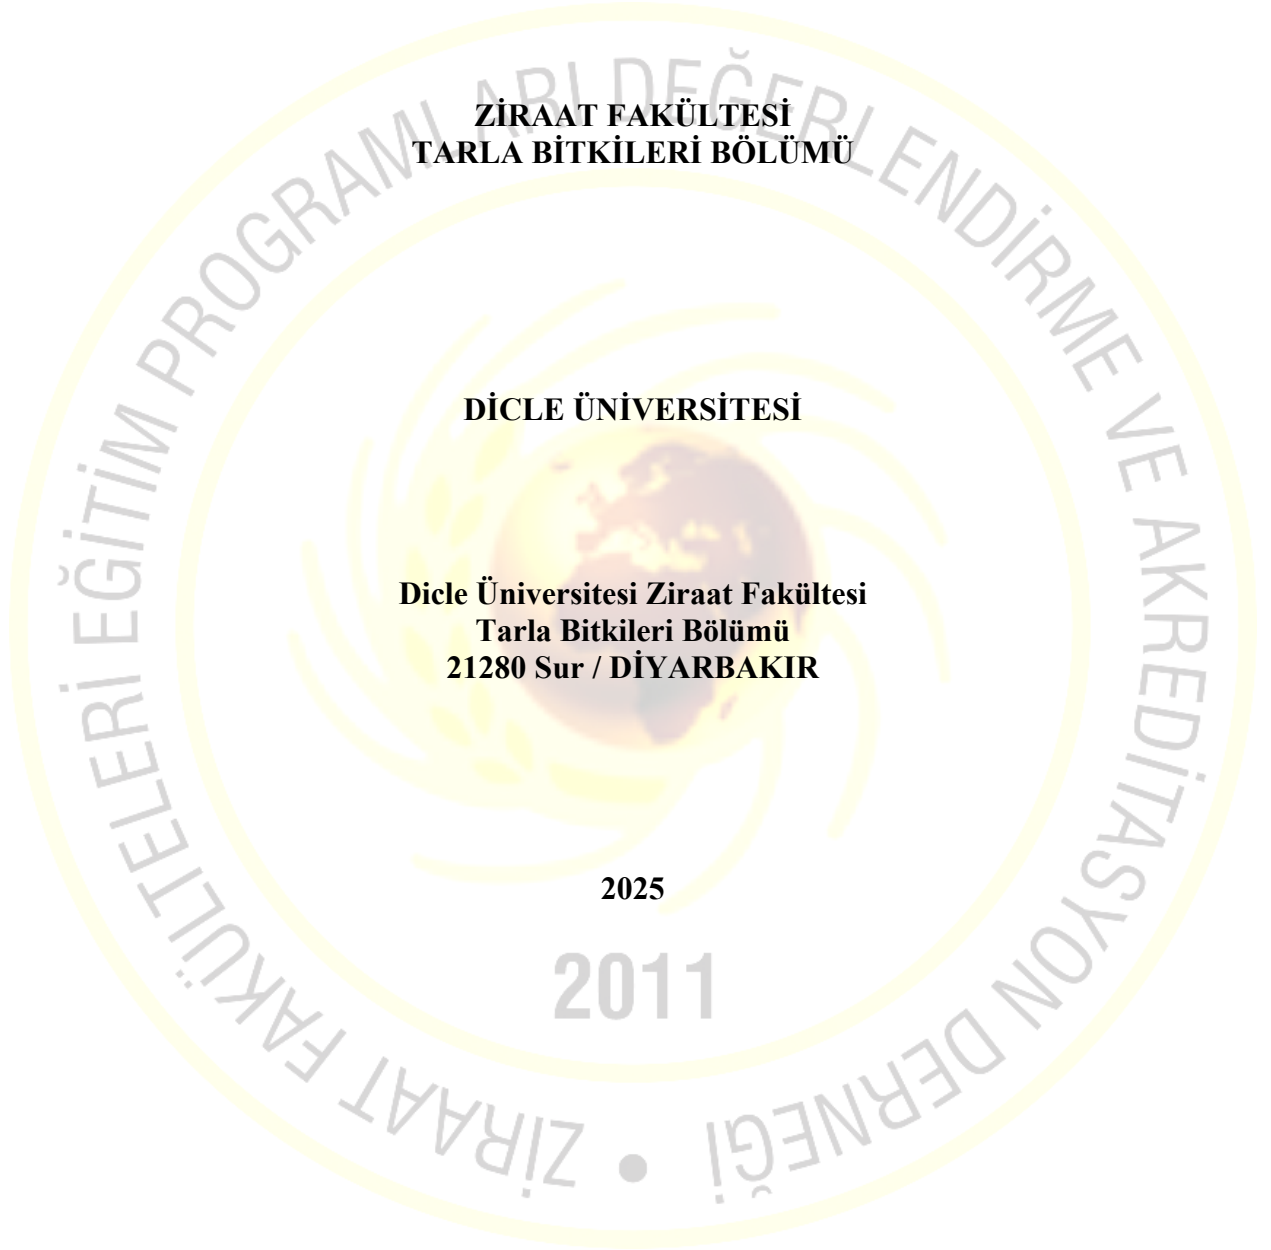 ZİRAAT FAKÜLTESİ
TARLA BİTKİLERİ BÖLÜMÜ
DİCLE ÜNİVERSİTESİ
Dicle Üniversitesi Ziraat Fakültesi
Tarla Bitkileri Bölümü
21280 Sur / DİYARBAKIR
2025
2011
ZİRAAT FAKÜLTELERİ EĞİTİM PROGRAMLARI DEĞERLENDİRME VE AKREDİTASYON DERNEĞİ •